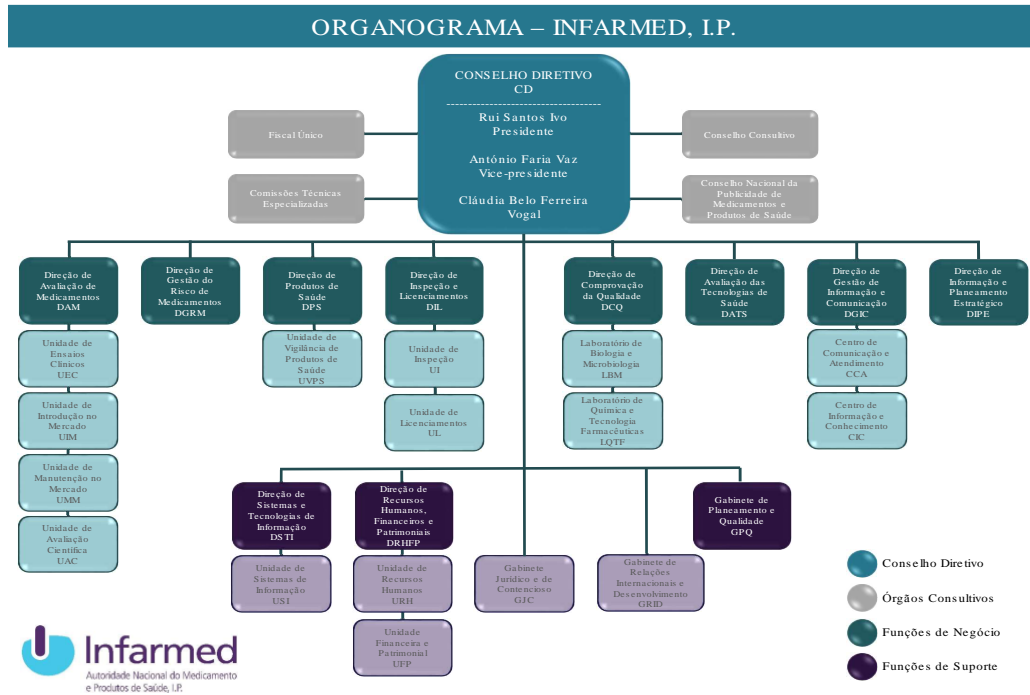 ORGANOGRAMA – INFARMED, I.P.
CONSELHO DIRETIVO
CD
Rui Santos Ivo
Presidente
António Faria Vaz
Vice-presidente
Cláudia Belo Ferreira
Vogal
Fiscal Único
Conselho Consultivo
Comissões Técnicas
Especializadas
Conselho Nacional da
Publicidade de
Medicamentos e
Produtos de Saúde
Direção de
Avaliação de
Medicamentos
DAM
Direção de
Gestão do
Risco de
Medicamentos
DGRM
Direção de
Produtos de
Saúde
DPS
Direção de
Inspeção e
Licenciamentos
DIL
Direção de
Comprovação
da Qualidade
DCQ
Direção de
Avaliação das
Tecnologias de
Saúde
DATS
Direção de
Gestão de
Informação e
Comunicação
DGIC
Direção de
Informação e
Planeamento
Estratégico
DIPE
Unidade de
Ensaios
Clínicos
UEC
Unidade de
Introdução no
Mercado
UIM
Unidade de
Manutenção no
Mercado
UMM
Unidade de
Avaliação
Científica
UAC
Unidade de
Vigilância de
Produtos de
Saúde
UVPS
Unidade de
Inspeção
UI
Unidade de
Licenciamentos
UL
Laboratório de
Biologia e
Microbiologia
LBM
Laboratório de
Química e
Tecnologia
Farmacêuticas
LQTF
Centro de
Comunicação e
Atendimento
CCA
Centro de
Informação e
Conhecimento
CIC
Direção de
Sistemas e
Tecnologias de
Informação
DSTI
Direção de
Recursos
Humanos,
Financeiros e
Patrimoniais
DRHFP
Gabinete de
Planeamento e
Qualidade
GPQ
Unidade de
Sistemas de
Informação
USI
Unidade de
Recursos
Humanos
URH
Unidade
Financeira e
Patrimonial
UFP
Gabinete
Jurídico e de
Contencioso
GJC
Gabinete de
Relações
Internacionais e
Desenvolvimento
GRID
Conselho Diretivo
Órgãos Consultivos
Funções de Negócio
Funções de Suporte
Infarmed
Autoridade Nacional do Medicamento
e Produtos de Saúde, I.P.